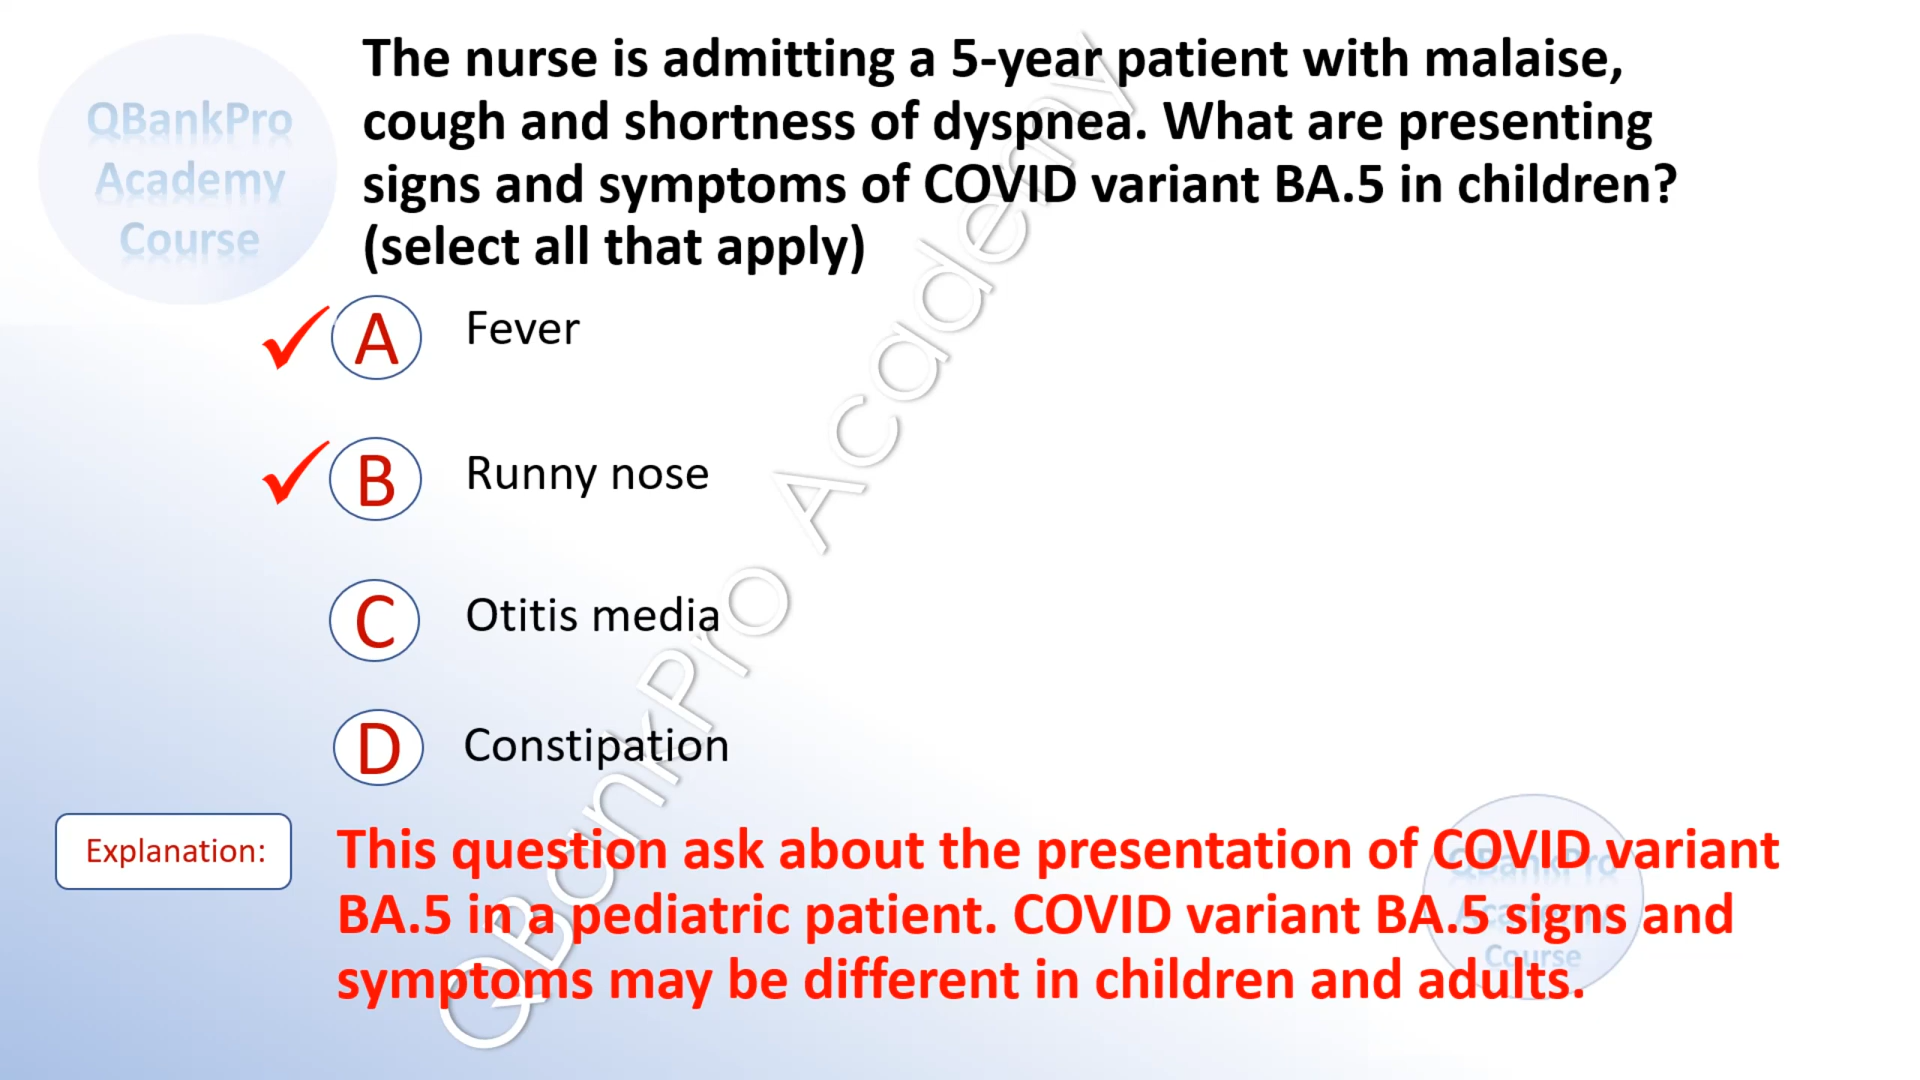 QBankPro
Academy
Course
The nurse is admitting a 5-year patient with malaise,
cough and shortness of dyspnea. What are presenting
signs and symptoms of COVID variant BA.5 in children?
(select all that apply)
A Fever
B Runny nose
C Otitis media
D Constipation
QBankPro Academy
Explanation:
This question ask about the presentation of COVID variant
BA.5 in a pediatric patient. COVID variant BA.5 signs and
symptoms may be different in children and adults.
QBankPro
Academy
Course